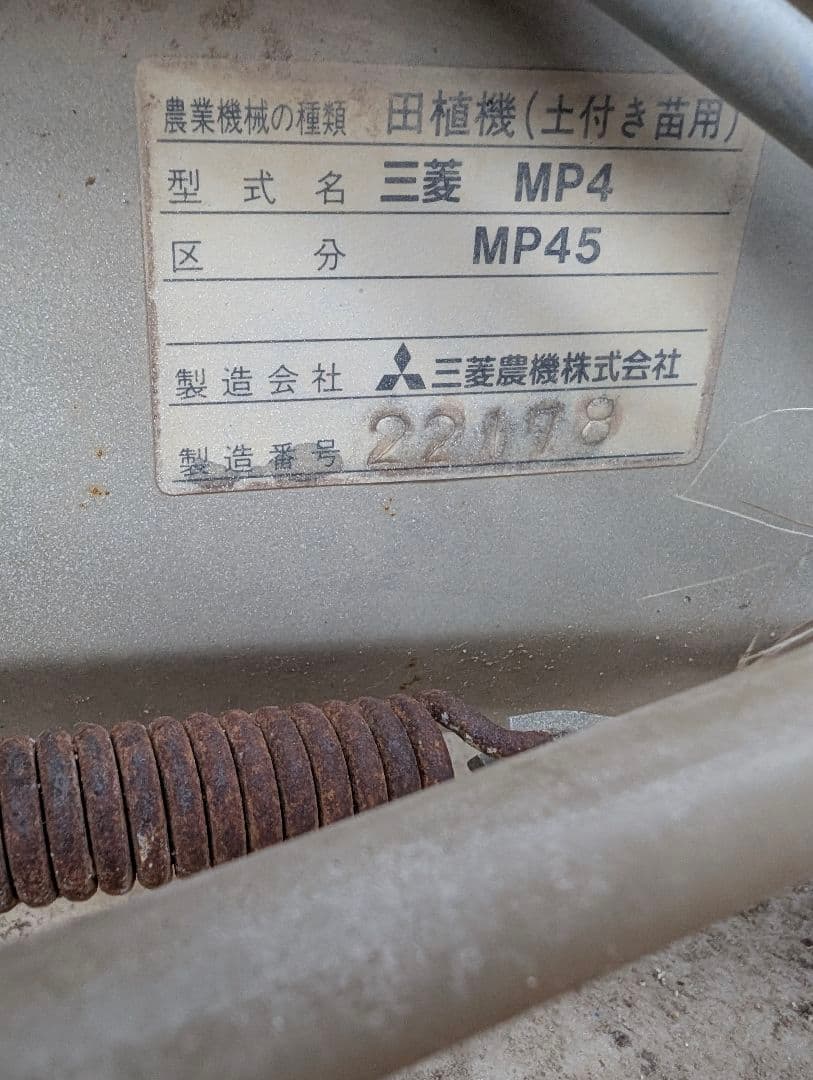 農業機械の種類 田植機(土付き苗用)
型式名 三菱 MP4
区分 MP45
製造会社 三菱農機株式会社
製造番号 22178